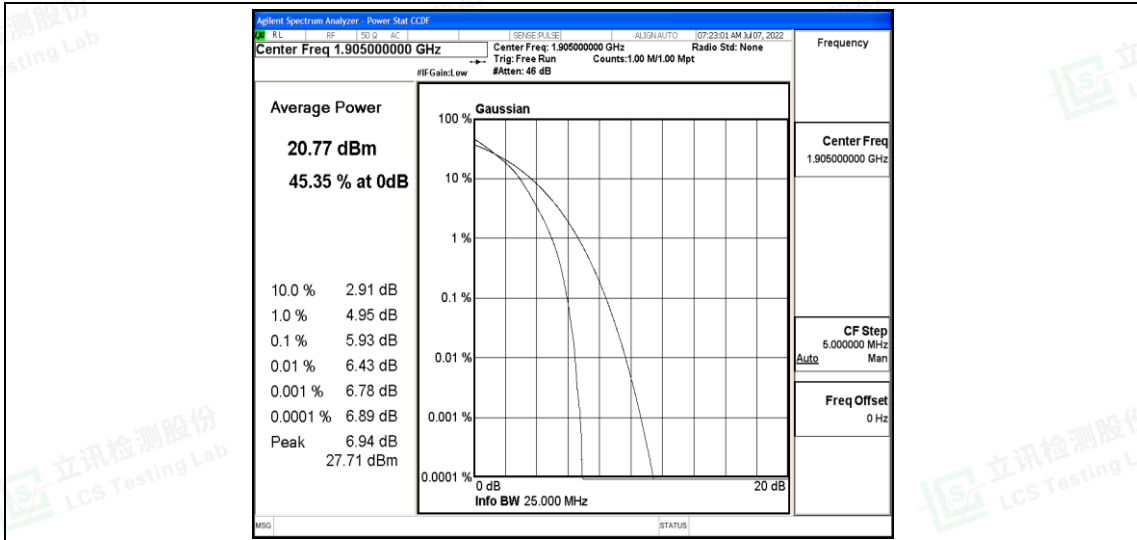 Agilent Spectrum Analyzer - Power Stat CCDF
RL RF 50 Ω AC SENSE:PULSE ALIGN AUTO 07:23:01 AM Jul 07, 2022
Center Freq 1.905000000 GHz
Center Freq: 1.905000000 GHz Radio Std: None
Trig: Free Run Counts:1.00 M/1.00 Mpt
#IFGain:Low #Atten: 46 dB
Frequency
Average Power
20.77 dBm
45.35 % at 0dB
10.0 % 2.91 dB
1.0 % 4.95 dB
0.1 % 5.93 dB
0.01 % 6.43 dB
0.001 % 6.78 dB
0.0001 % 6.89 dB
Peak 6.94 dB
27.71 dBm
Gaussian
100 %
10 %
1 %
0.1 %
0.01 %
0.001 %
0.0001 %
0 dB 20 dB
Info BW 25.000 MHz
Center Freq
1.905000000 GHz
CF Step
5.000000 MHz
Auto Man
Freq Offset
0 Hz
MSG STATUS
立讯检测股份
LCS Testing Lab
立讯检测股份
LCS Testing L